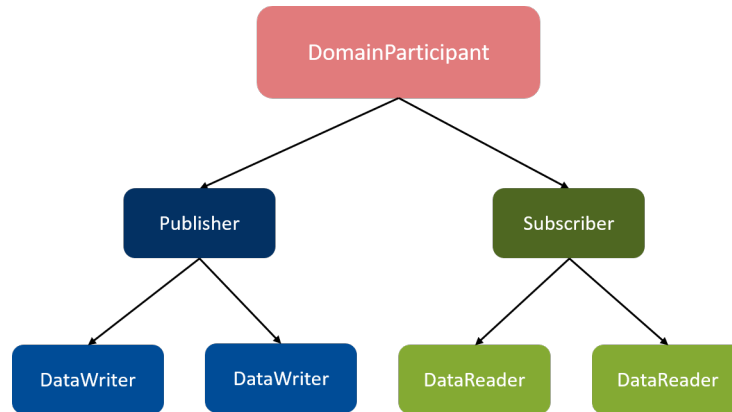 DomainParticipant
Publisher
Subscriber
DataWriter
DataWriter
DataReader
DataReader